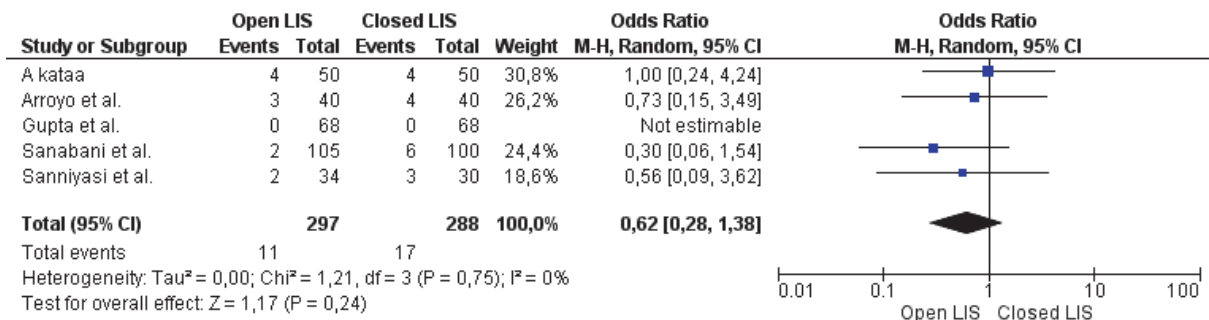 Open LIS Closed LIS Odds Ratio Odds Ratio
Study or Subgroup Events Total Events Total Weight M-H, Random, 95% CI M-H, Random, 95% CI
A kataa 4 50 4 50 30,8% 1,00 [0,24, 4,24]
Arroyo et al. 3 40 4 40 26,2% 0,73 [0,15, 3,49]
Gupta et al. 0 68 0 68 Not estimable
Sanabani et al. 2 105 6 100 24,4% 0,30 [0,06, 1,54]
Sanniyasi et al. 2 34 3 30 18,6% 0,56 [0,09, 3,62]
Total (95% CI) 297 288 100,0% 0,62 [0,28, 1,38]
Total events 11 17
Heterogeneity: Tau² = 0,00; Chi² = 1,21, df = 3 (P = 0,75); I² = 0%
Test for overall effect: Z = 1,17 (P = 0,24)
0.01 0.1 1 10 100
Open LIS Closed LIS